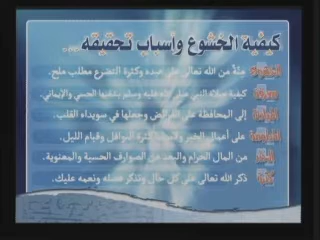 كيفية الخشوع وأسباب تحقيقه...
منة من الله تعالى على عبده وكثرة التضرع مطلب ملح.
كيفية صلاة النبي صلى الله عليه وسلم بشقيها الحسي والإيماني.
إلى المحافظة على الفرائض وجعلها في سويداء القلب.
على أعمال الخير ولاسيما كثرة النوافل وقيام الليل.
من المال الحرام والبعد عن الصوارف الحسية والمعنوية.
ذكر الله تعالى على كل حال وتذكر فضله ونعمه عليك.